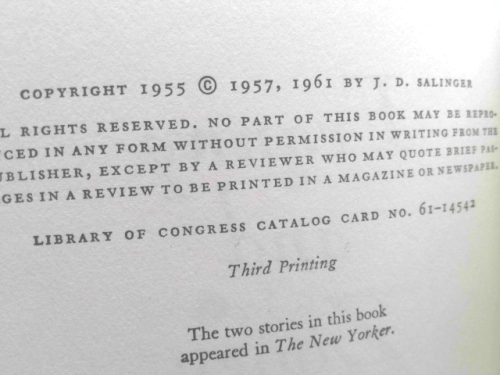 COPYRIGHT 1955 © 1957, 1961 BY J. D. SALINGER
L RIGHTS RESERVED. NO PART OF THIS BOOK MAY BE REPRO-
CED IN ANY FORM WITHOUT PERMISSION IN WRITING FROM THE
BLISHER, EXCEPT BY A REVIEWER WHO MAY QUOTE BRIEF PAS-
GES IN A REVIEW TO BE PRINTED IN A MAGAZINE OR NEWSPAPER.
LIBRARY OF CONGRESS CATALOG CARD NO. 61-14542
Third Printing
The two stories in this book
appeared in The New Yorker.